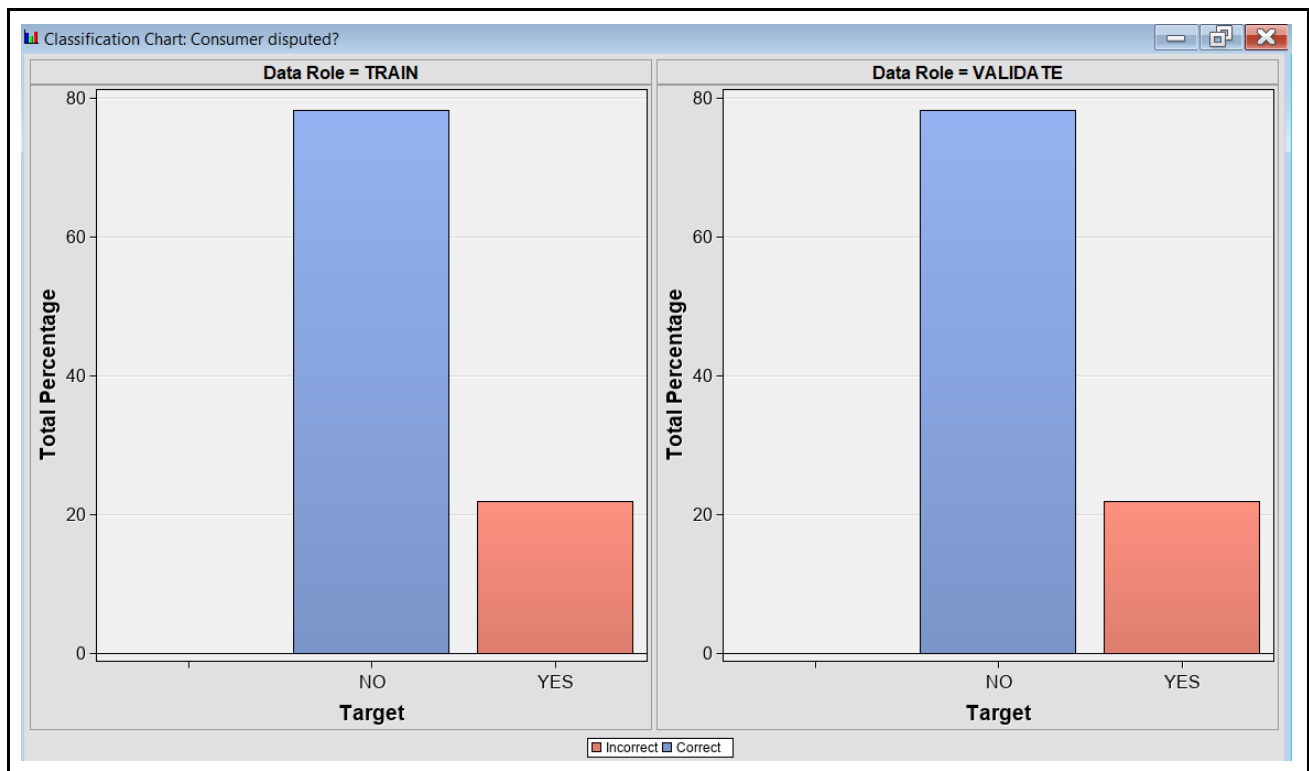 Classification Chart: Consumer disputed?
Data Role = TRAIN
Data Role = VALIDATE
80
60
40
20
0
Total Percentage
NO
YES
Target
80
60
40
20
0
Total Percentage
NO
YES
Target
Incorrect Correct